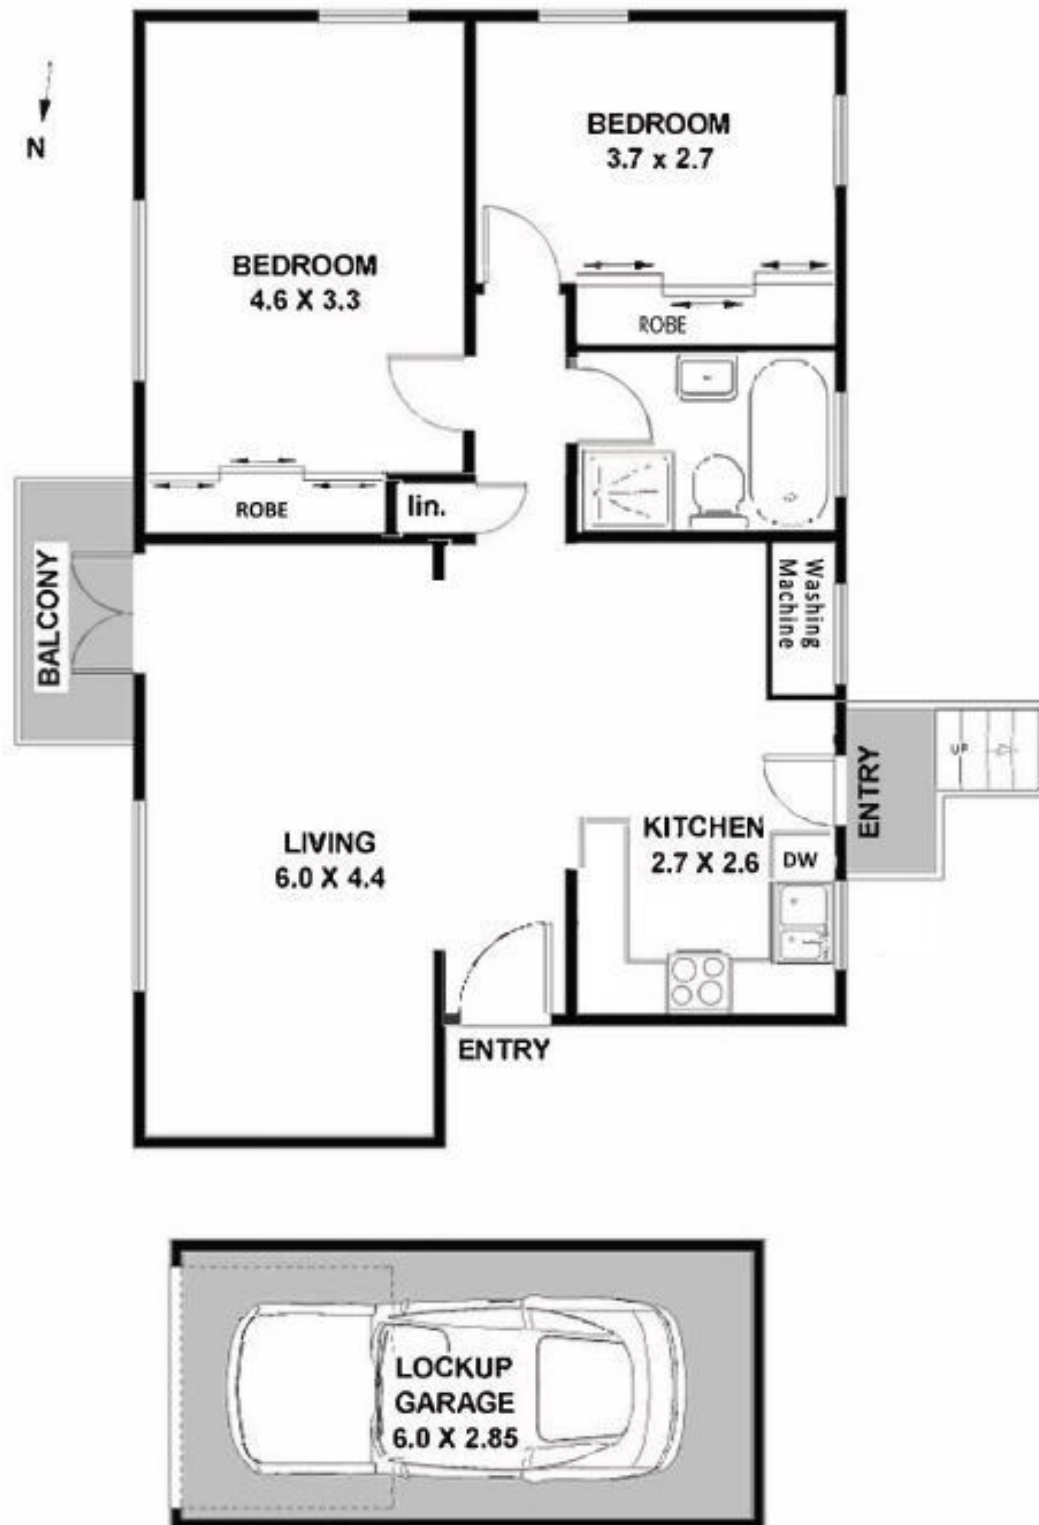 N
BEDROOM
3.7 x 2.7
BEDROOM
4.6 X 3.3
ROBE
ROBE
lin.
BALCONY
Washing
Machine
UP
ENTRY
KITCHEN
2.7 X 2.6
DW
LIVING
6.0 X 4.4
ENTRY
LOCKUP
GARAGE
6.0 X 2.85